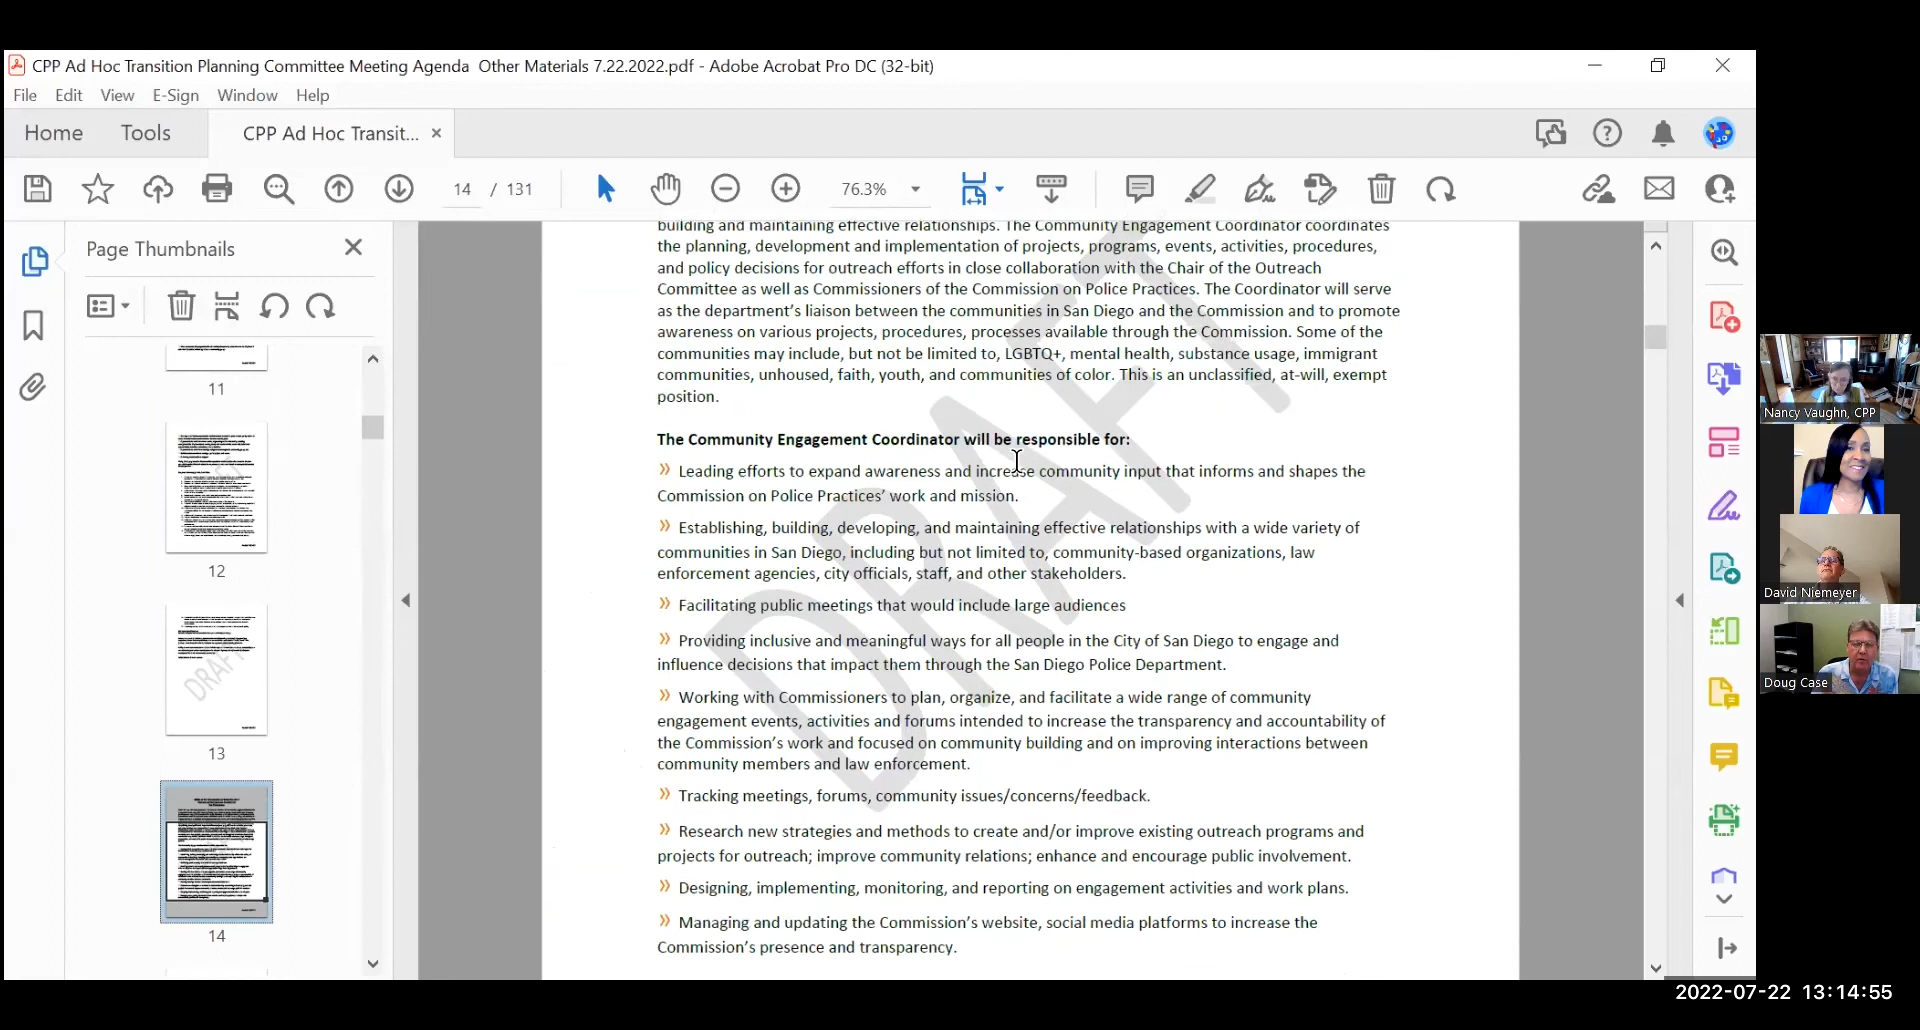 CPP Ad Hoc Transition Planning Committee Meeting Agenda  Other Materials 7.22.2022.pdf - Adobe Acrobat Pro DC (32-bit)
File Edit View E-Sign Window Help
Home Tools CPP Ad Hoc Transit...
14 / 131 76.3%
Page Thumbnails
11
12
DRAFT
13
14
building and maintaining effective relationships. The Community Engagement Coordinator coordinates
the planning, development and implementation of projects, programs, events, activities, procedures,
and policy decisions for outreach efforts in close collaboration with the Chair of the Outreach
Committee as well as Commissioners of the Commission on Police Practices. The Coordinator will serve
as the department's liaison between the communities in San Diego and the Commission and to promote
awareness on various projects, procedures, processes available through the Commission. Some of the
communities may include, but not be limited to, LGBTQ+, mental health, substance usage, immigrant
communities, unhoused, faith, youth, and communities of color. This is an unclassified, at-will, exempt
position.
The Community Engagement Coordinator will be responsible for:
» Leading efforts to expand awareness and increase community input that informs and shapes the
Commission on Police Practices' work and mission.
» Establishing, building, developing, and maintaining effective relationships with a wide variety of
communities in San Diego, including but not limited to, community-based organizations, law
enforcement agencies, city officials, staff, and other stakeholders.
» Facilitating public meetings that would include large audiences
» Providing inclusive and meaningful ways for all people in the City of San Diego to engage and
influence decisions that impact them through the San Diego Police Department.
» Working with Commissioners to plan, organize, and facilitate a wide range of community
engagement events, activities and forums intended to increase the transparency and accountability of
the Commission's work and focused on community building and on improving interactions between
community members and law enforcement.
» Tracking meetings, forums, community issues/concerns/feedback.
» Research new strategies and methods to create and/or improve existing outreach programs and
projects for outreach; improve community relations; enhance and encourage public involvement.
» Designing, implementing, monitoring, and reporting on engagement activities and work plans.
» Managing and updating the Commission's website, social media platforms to increase the
Commission's presence and transparency.
DRAFT
Nancy Vaughn, CPP
David Niemeyer
Doug Case
2022-07-22 13:14:55